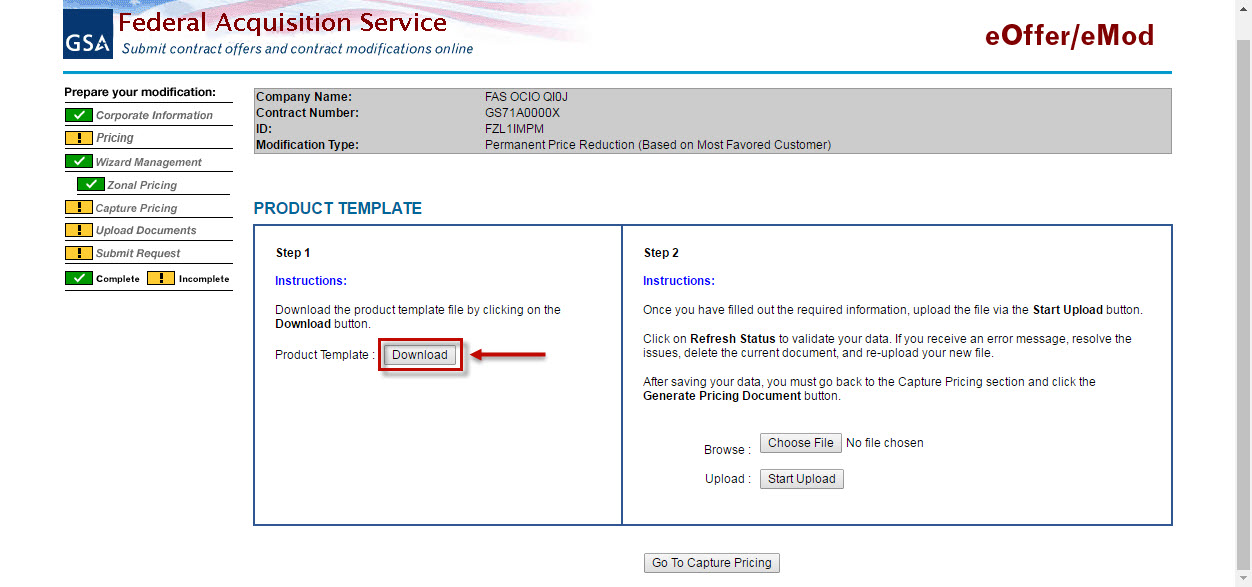 GSA
Federal Acquisition Service
Submit contract offers and contract modifications online
eOffer/eMod
Prepare your modification:
Corporate Information
! Pricing
Wizard Management
Zonal Pricing
! Capture Pricing
! Upload Documents
! Submit Request
Complete ! Incomplete
Company Name: FAS OCIO QI0J
Contract Number: GS71A0000X
ID: FZL1IMPM
Modification Type: Permanent Price Reduction (Based on Most Favored Customer)
PRODUCT TEMPLATE
Step 1
Instructions:
Download the product template file by clicking on the
Download button.
Product Template : Download
Step 2
Instructions:
Once you have filled out the required information, upload the file via the Start Upload button.
Click on Refresh Status to validate your data. If you receive an error message, resolve the
issues, delete the current document, and re-upload your new file.
After saving your data, you must go back to the Capture Pricing section and click the
Generate Pricing Document button.
Browse : Choose File No file chosen
Upload : Start Upload
Go To Capture Pricing